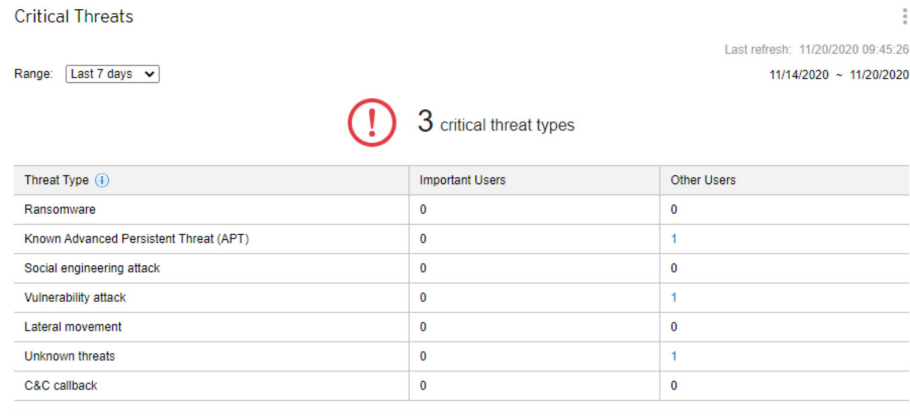 Critical Threats
Last refresh: 11/20/2020 09:45:26
Range: Last 7 days 11/14/2020 ~ 11/20/2020
3 critical threat types
Threat Type Important Users Other Users
Ransomware 0 0
Known Advanced Persistent Threat (APT) 0 1
Social engineering attack 0 0
Vulnerability attack 0 1
Lateral movement 0 0
Unknown threats 0 1
C&C callback 0 0